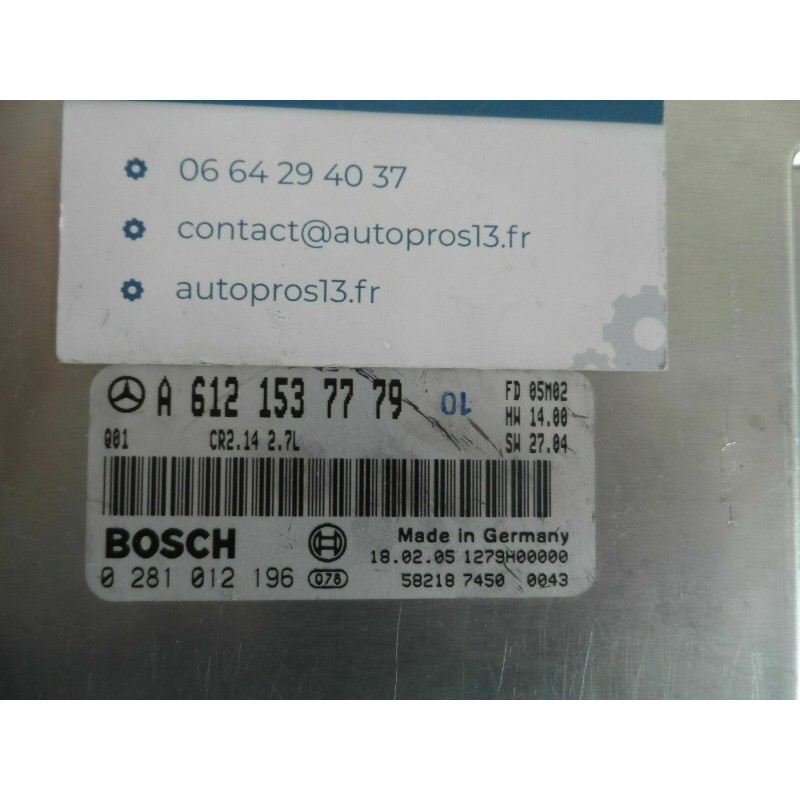 06 64 29 40 37
contact@autopros13.fr
autopros13.fr
A 612 153 77 79 01
FD 05M02
HW 14.00
Q01 CR2.14 2.7L SW 27.04
BOSCH Made in Germany
18.02.05 1279H00000
0 281 012 196 078 58218 7450 0043